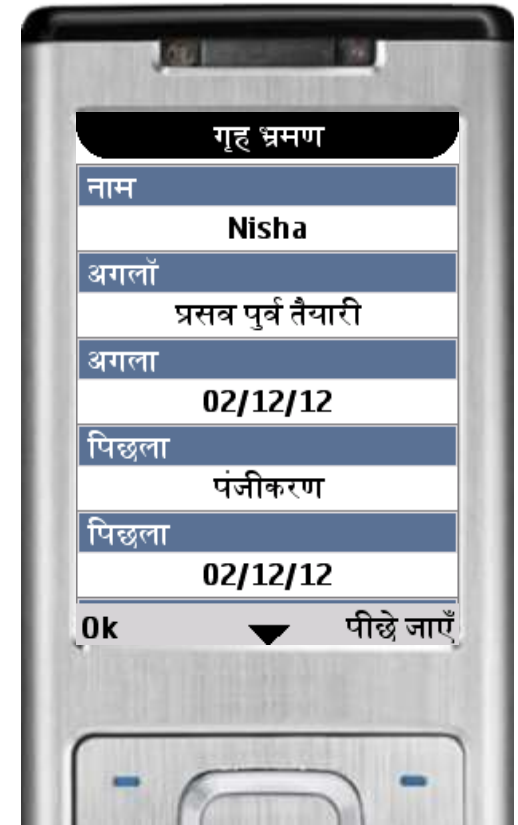 गृह भ्रमण
नाम
Nisha
अगलॉ
प्रसव पुर्व तैयारी
अगला
02/12/12
पिछला
पंजीकरण
पिछला
02/12/12
Ok पीछे जाएँ